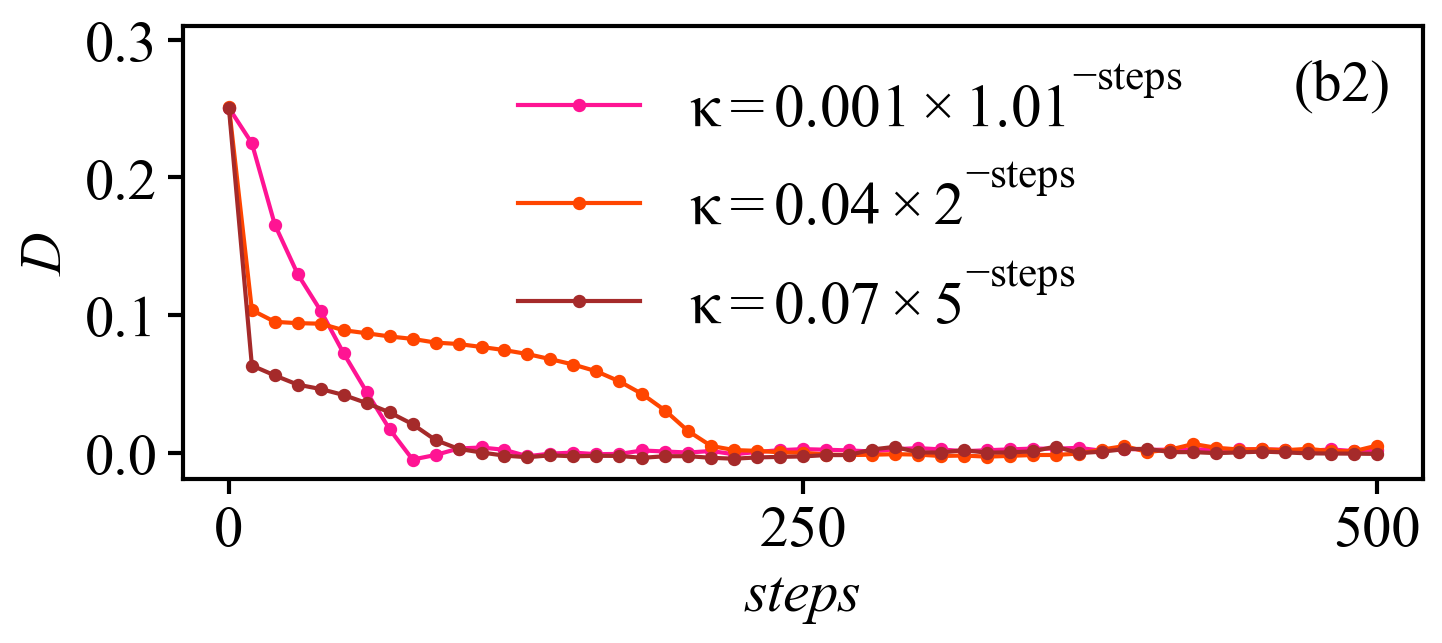 0.3
0.2
0.1
0.0
D
(b2)
κ = 0.001 × 1.01^−steps
κ = 0.04 × 2^−steps
κ = 0.07 × 5^−steps
0 250 500
steps